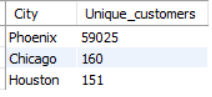 City Unique_customers
Phoenix 59025
Chicago 160
Houston 151